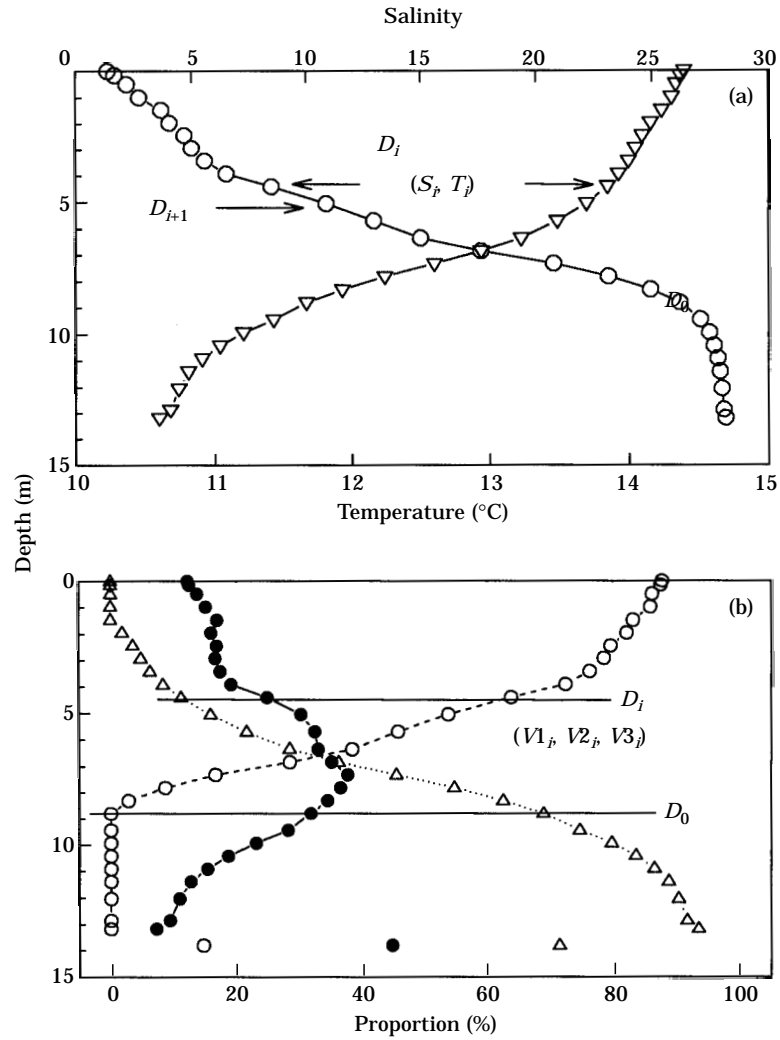 Salinity
0 5 10 15 20 25 30
(a)
D_i
(S_i, T_i)
5
D_{i+1}
D_0
10
15
10 11 12 13 14 15
Temperature (°C)
Depth (m)
0
(b)
D_i
5
(V1_i, V2_i, V3_i)
D_0
10
15
0 20 40 60 80 100
Proportion (%)